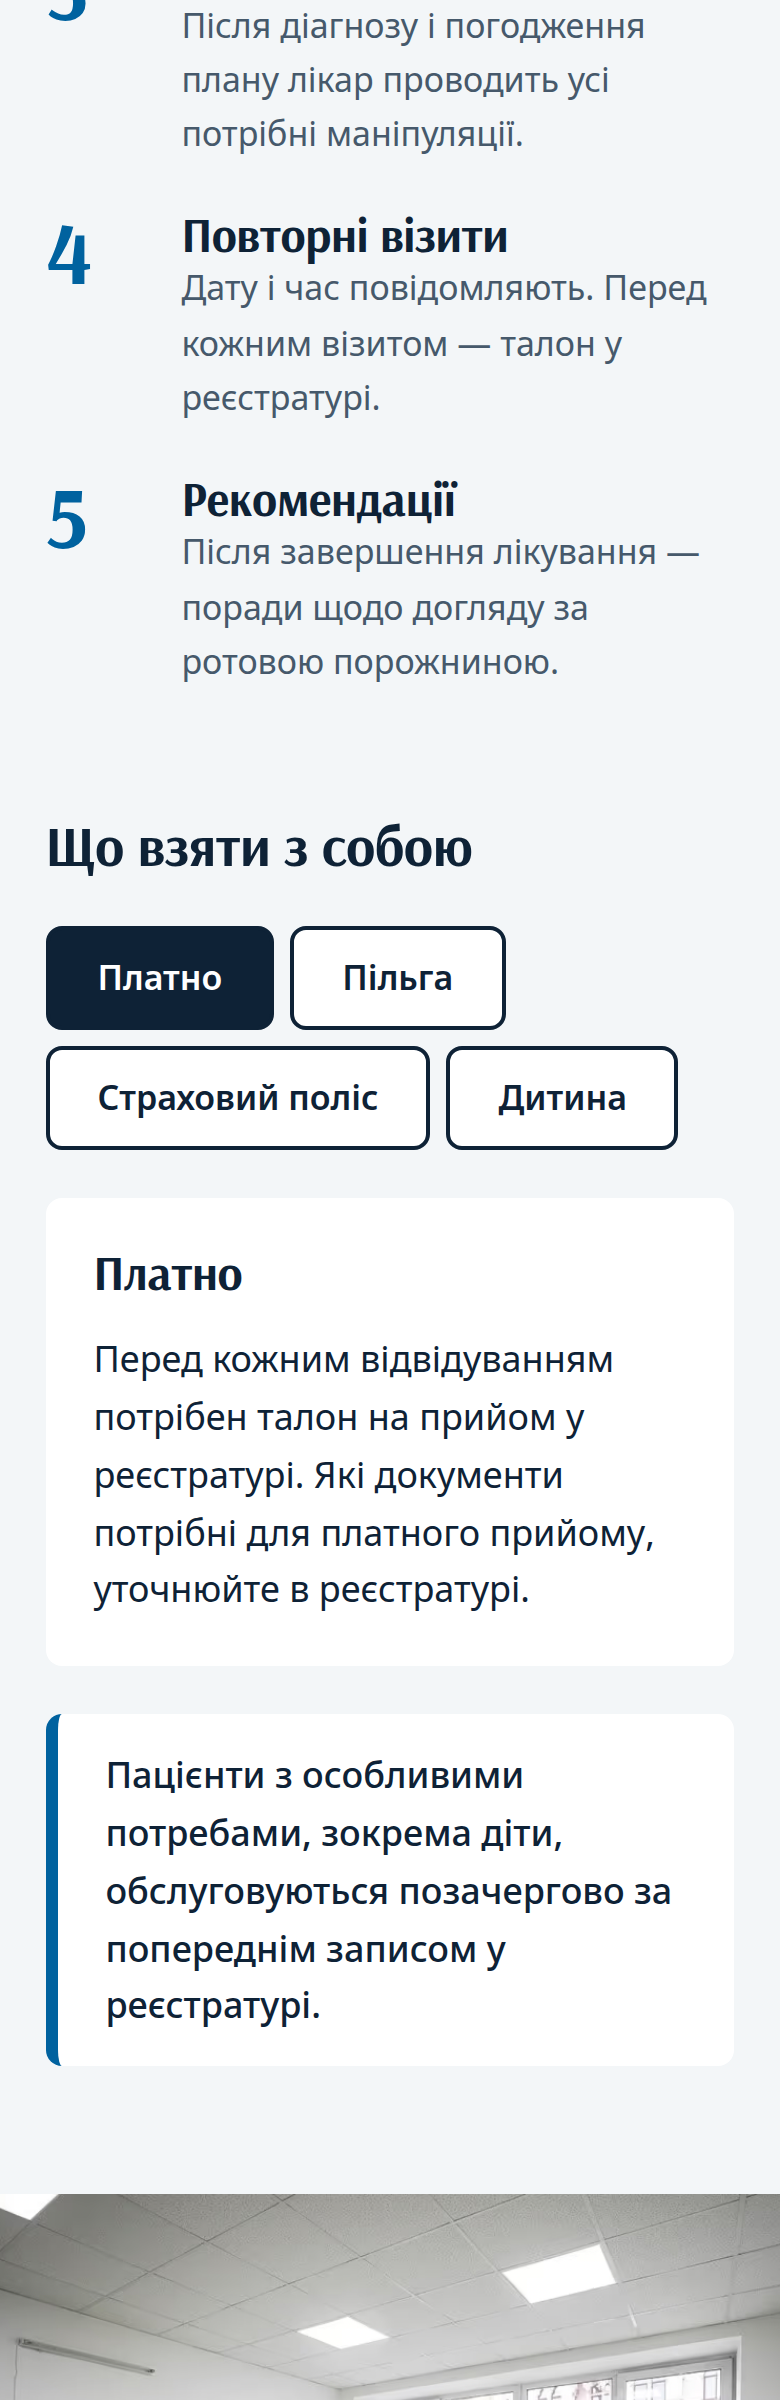 Після діагнозу і погодження
плану лікар проводить усі
потрібні маніпуляції.
4
Повторні візити
Дату і час повідомляють. Перед
кожним візитом — талон у
реєстратурі.
5
Рекомендації
Після завершення лікування —
поради щодо догляду за
ротовою порожниною.
Що взяти з собою
Платно
Пільга
Страховий поліс
Дитина
Платно
Перед кожним відвідуванням
потрібен талон на прийом у
реєстратурі. Які документи
потрібні для платного прийому,
уточнюйте в реєстратурі.
Пацієнти з особливими
потребами, зокрема діти,
обслуговуються позачергово за
попереднім записом у
реєстратурі.